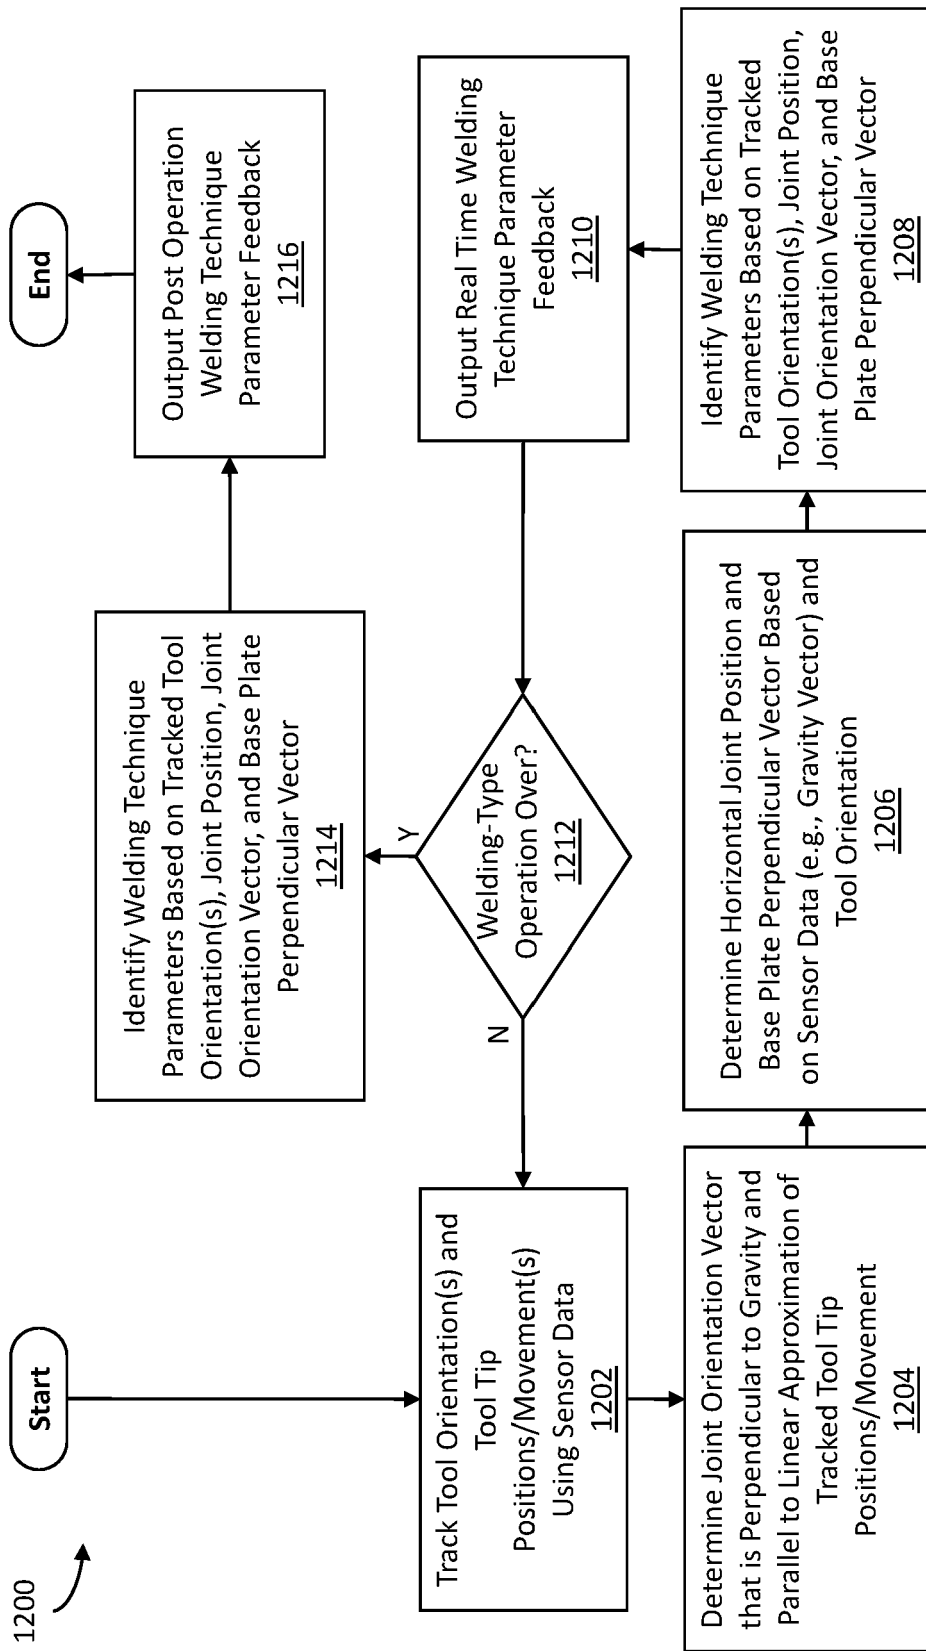 1200
Start
Track Tool Orientation(s) and
Tool Tip
Positions/Movement(s)
Using Sensor Data
1202
Determine Joint Orientation Vector
that is Perpendicular to Gravity and
Parallel to Linear Approximation of
Tracked Tool Tip
Positions/Movement
1204
Determine Horizontal Joint Position and
Base Plate Perpendicular Vector Based
on Sensor Data (e.g., Gravity Vector) and
Tool Orientation
1206
Identify Welding Technique
Parameters Based on Tracked
Tool Orientation(s), Joint Position,
Joint Orientation Vector, and Base
Plate Perpendicular Vector
1208
Output Real Time Welding
Technique Parameter
Feedback
1210
Welding-Type
Operation Over?
1212
N
Y
Identify Welding Technique
Parameters Based on Tracked Tool
Orientation(s), Joint Position, Joint
Orientation Vector, and Base Plate
Perpendicular Vector
1214
Output Post Operation
Welding Technique
Parameter Feedback
1216
End